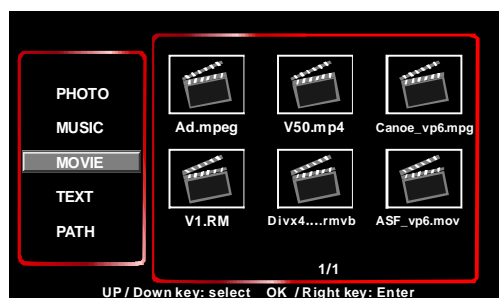 PHOTO
MUSIC
MOVIE
TEXT
PATH
Ad.mpeg V50.mp4 Canoe_vp6.mpg
V1.RM Divx4....rmvb ASF_vp6.mov
1/1
UP / Down key: select OK / Right key: Enter